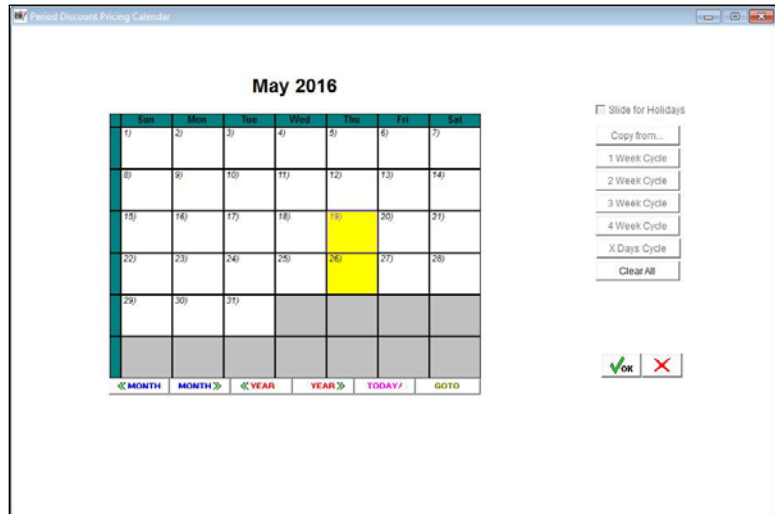 Period Discount Pricing Calendar
May 2016
Sun Mon Tue Wed Thu Fri Sat
1) 2) 3) 4) 5) 6) 7)
8) 9) 10) 11) 12) 13) 14)
15) 16) 17) 18) 19) 20) 21)
22) 23) 24) 25) 26) 27) 28)
29) 30) 31)
≪MONTH MONTH≫ ≪YEAR YEAR≫ TODAY! GOTO
Slide for Holidays
Copy from...
1 Week Cycle
2 Week Cycle
3 Week Cycle
4 Week Cycle
X Days Cycle
Clear All
OK